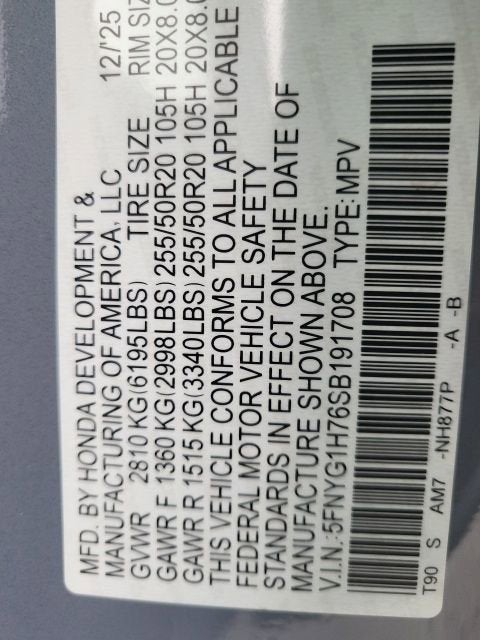 MFD. BY HONDA DEVELOPMENT &
MANUFACTURING OF AMERICA, LLC 12/'25
GVWR 2810 KG(6195LBS) TIRE SIZE RIM SIZ
GAWR F 1360 KG(2998LBS) 255/50R20 105H 20X8.0
GAWR R 1515 KG(3340LBS) 255/50R20 105H 20X8.0
THIS VEHICLE CONFORMS TO ALL APPLICABLE
FEDERAL MOTOR VEHICLE SAFETY
STANDARDS IN EFFECT ON THE DATE OF
MANUFACTURE SHOWN ABOVE.
V.I.N.:5FNYG1H76SB191708 TYPE:MPV
T90 S AM7 -NH877P -A -B